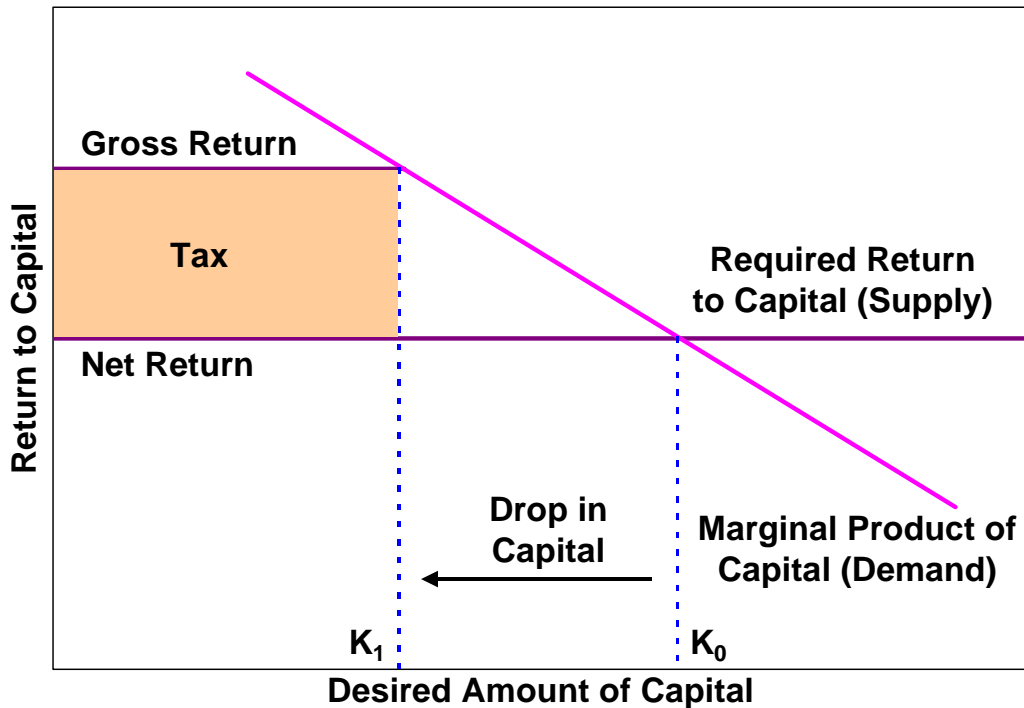 Gross Return
Tax
Required Return
to Capital (Supply)
Net Return
Return to Capital
Drop in
Capital
Marginal Product of
Capital (Demand)
K₁
K₀
Desired Amount of Capital